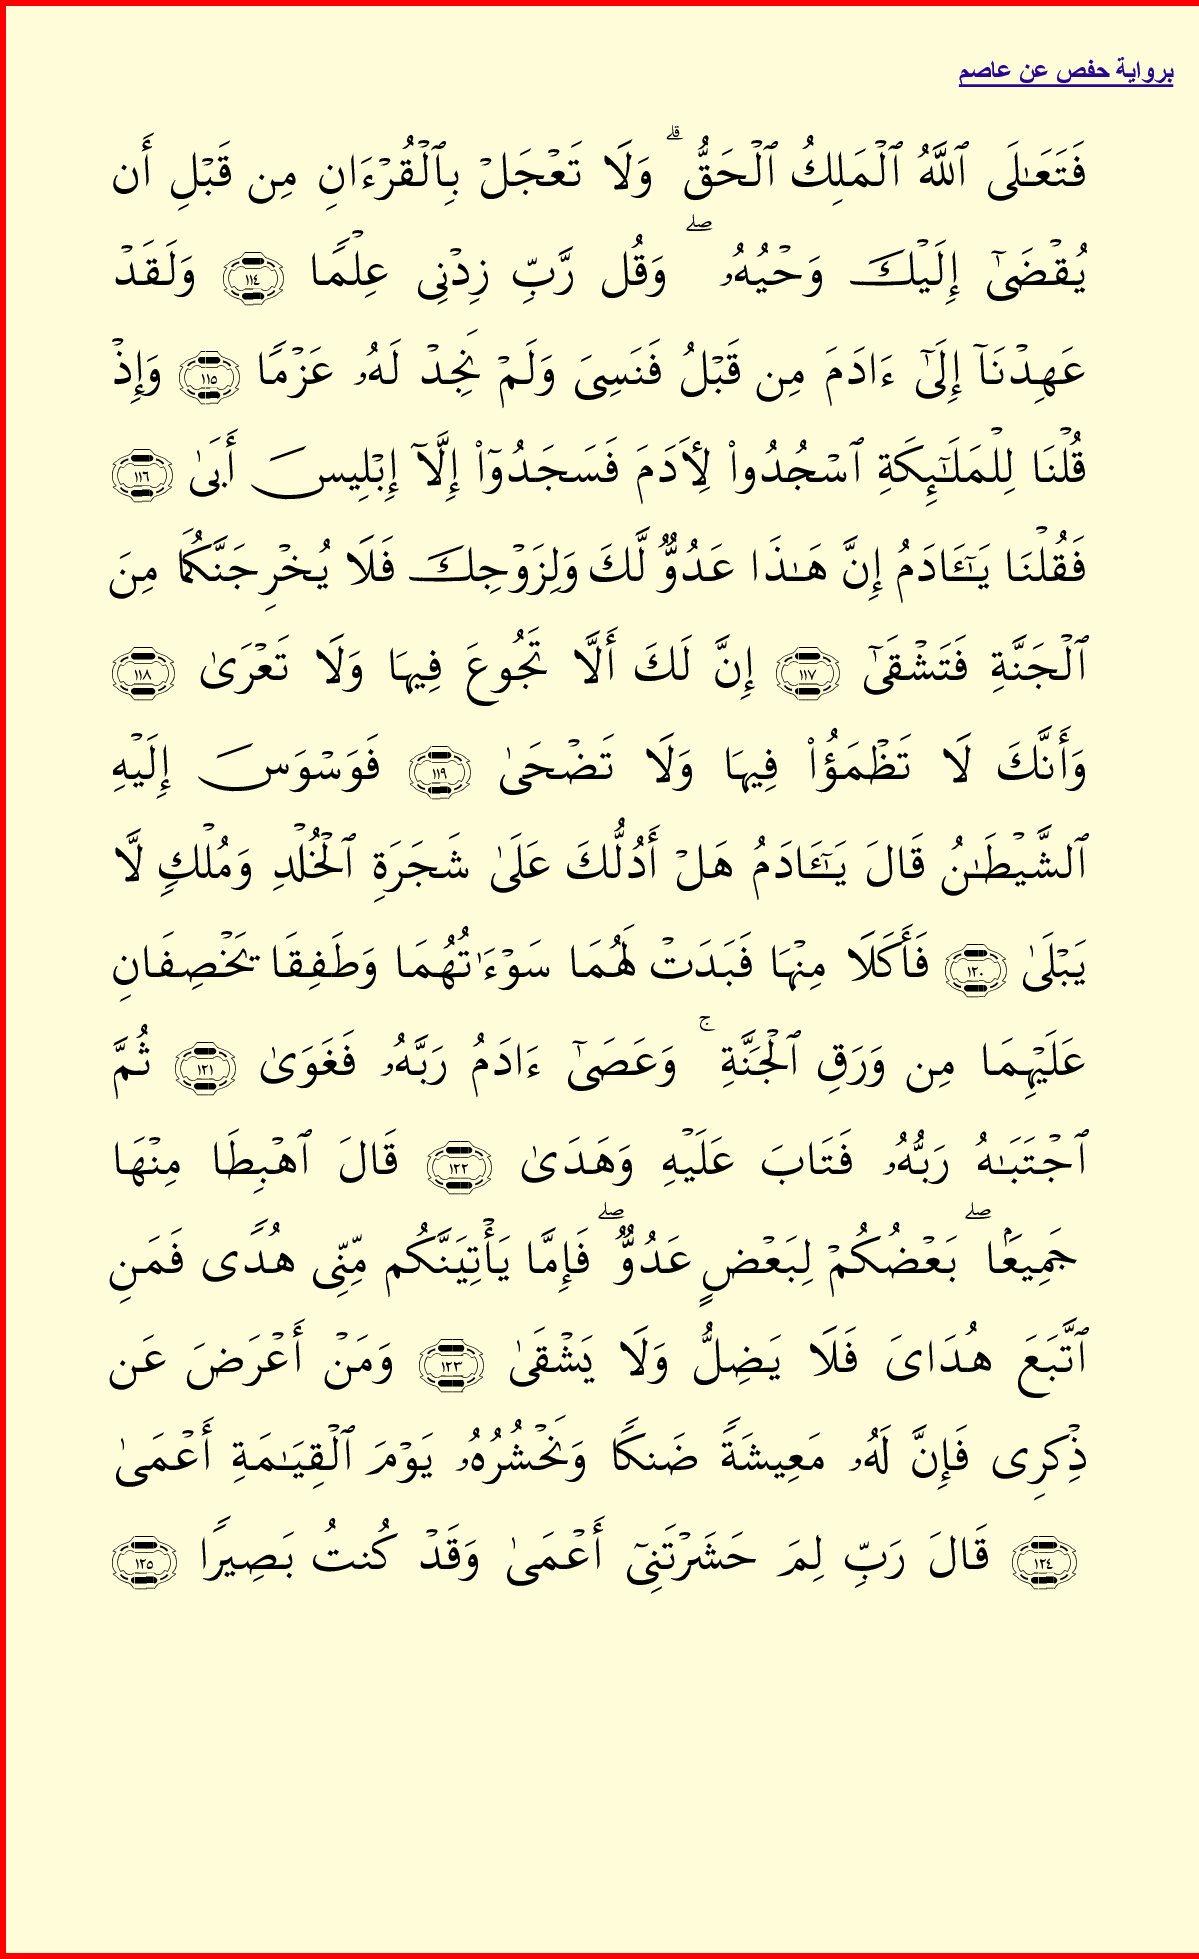 برواية حفص عن عاصم
فَتَعَـٰلَى ٱللَّهُ ٱلْمَلِكُ ٱلْحَقُّ ۗ وَلَا تَعْجَلْ بِٱلْقُرْءَانِ مِن قَبْلِ أَن
يُقْضَىٰٓ إِلَيْكَ وَحْيُهُۥ ۖ وَقُل رَّبِّ زِدْنِى عِلْمًا ١١٤ وَلَقَدْ
عَهِدْنَآ إِلَىٰٓ ءَادَمَ مِن قَبْلُ فَنَسِىَ وَلَمْ نَجِدْ لَهُۥ عَزْمًا ١١٥ وَإِذْ
قُلْنَا لِلْمَلَـٰٓئِكَةِ ٱسْجُدُوا۟ لِـَٔادَمَ فَسَجَدُوٓا۟ إِلَّآ إِبْلِيسَ أَبَىٰ ١١٦
فَقُلْنَا يَـٰٓـَٔادَمُ إِنَّ هَـٰذَا عَدُوٌّ لَّكَ وَلِزَوْجِكَ فَلَا يُخْرِجَنَّكُمَا مِنَ
ٱلْجَنَّةِ فَتَشْقَىٰٓ ١١٧ إِنَّ لَكَ أَلَّا تَجُوعَ فِيهَا وَلَا تَعْرَىٰ ١١٨
وَأَنَّكَ لَا تَظْمَؤُا۟ فِيهَا وَلَا تَضْحَىٰ ١١٩ فَوَسْوَسَ إِلَيْهِ
ٱلشَّيْطَـٰنُ قَالَ يَـٰٓـَٔادَمُ هَلْ أَدُلُّكَ عَلَىٰ شَجَرَةِ ٱلْخُلْدِ وَمُلْكٍ لَّا
يَبْلَىٰ ١٢٠ فَأَكَلَا مِنْهَا فَبَدَتْ لَهُمَا سَوْءَٰتُهُمَا وَطَفِقَا يَخْصِفَانِ
عَلَيْهِمَا مِن وَرَقِ ٱلْجَنَّةِ ۚ وَعَصَىٰٓ ءَادَمُ رَبَّهُۥ فَغَوَىٰ ١٢١ ثُمَّ
ٱجْتَبَـٰهُ رَبُّهُۥ فَتَابَ عَلَيْهِ وَهَدَىٰ ١٢٢ قَالَ ٱهْبِطَا مِنْهَا
جَمِيعًۢا ۖ بَعْضُكُمْ لِبَعْضٍ عَدُوٌّ ۖ فَإِمَّا يَأْتِيَنَّكُم مِّنِّى هُدًى فَمَنِ
ٱتَّبَعَ هُدَاىَ فَلَا يَضِلُّ وَلَا يَشْقَىٰ ١٢٣ وَمَنْ أَعْرَضَ عَن
ذِكْرِى فَإِنَّ لَهُۥ مَعِيشَةً ضَنكًا وَنَحْشُرُهُۥ يَوْمَ ٱلْقِيَـٰمَةِ أَعْمَىٰ
١٢٤ قَالَ رَبِّ لِمَ حَشَرْتَنِىٓ أَعْمَىٰ وَقَدْ كُنتُ بَصِيرًا ١٢٥